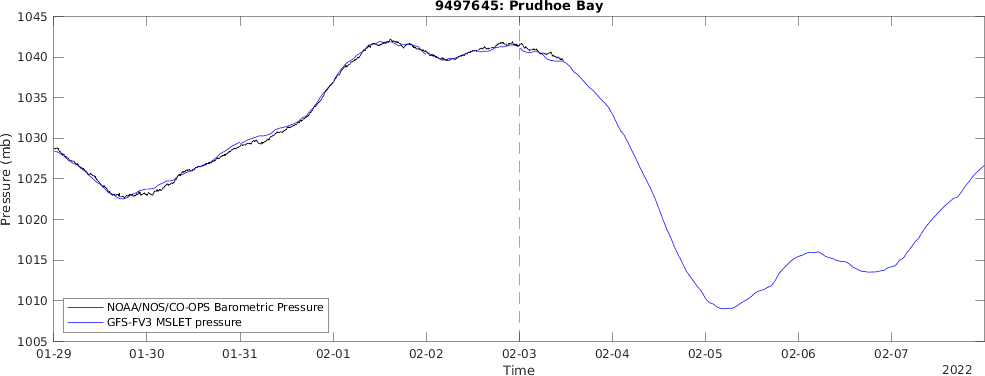 9497645: Prudhoe Bay
1045
1040
1035
1030
1025
1020
1015
1010
1005
Pressure (mb)
NOAA/NOS/CO-OPS Barometric Pressure
GFS-FV3 MSLET pressure
01-29 01-30 01-31 02-01 02-02 02-03 02-04 02-05 02-06 02-07
Time
2022